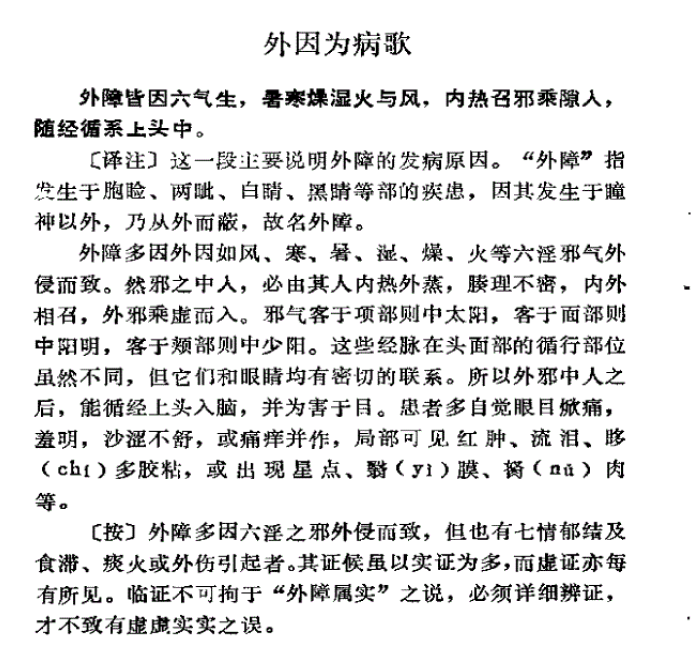 外因为病歌
外障皆因六气生，暑寒燥湿火与风，内热召邪乘隙人，
随经循系上头中。
〔译注〕这一段主要说明外障的发病原因。“外障”指
发生于胞睑、两眦、白睛、黑睛等部的疾患，因其发生于瞳
神以外，乃从外而蔽，故名外障。
外障多因外因如风、寒、暑、湿、燥、火等六淫邪气外
侵而致。然邪之中人，必由其人内热外蒸，腠理不密，内外
相召，外邪乘虚而入。邪气客于项部则中太阳，客于面部则
中阳明，客于颊部则中少阳。这些经脉在头面部的循行部位
虽然不同，但它们和眼睛均有密切的联系。所以外邪中人之
后，能循经上头入脑，并为害于目。患者多自觉眼目焮痛，
羞明，沙涩不舒，或痛痒并作，局部可见红肿、流泪、眵
（chī）多胶粘，或出现星点、翳（yì）膜、胬（nǔ）肉
等。
〔按〕外障多因六淫之邪外侵而致，但也有七情郁结及
食滞、痰火或外伤引起者。其证候虽以实证为多，而虚证亦每
有所见。临证不可拘于“外障属实”之说，必须详细辨证，
才不致有虚虚实实之误。